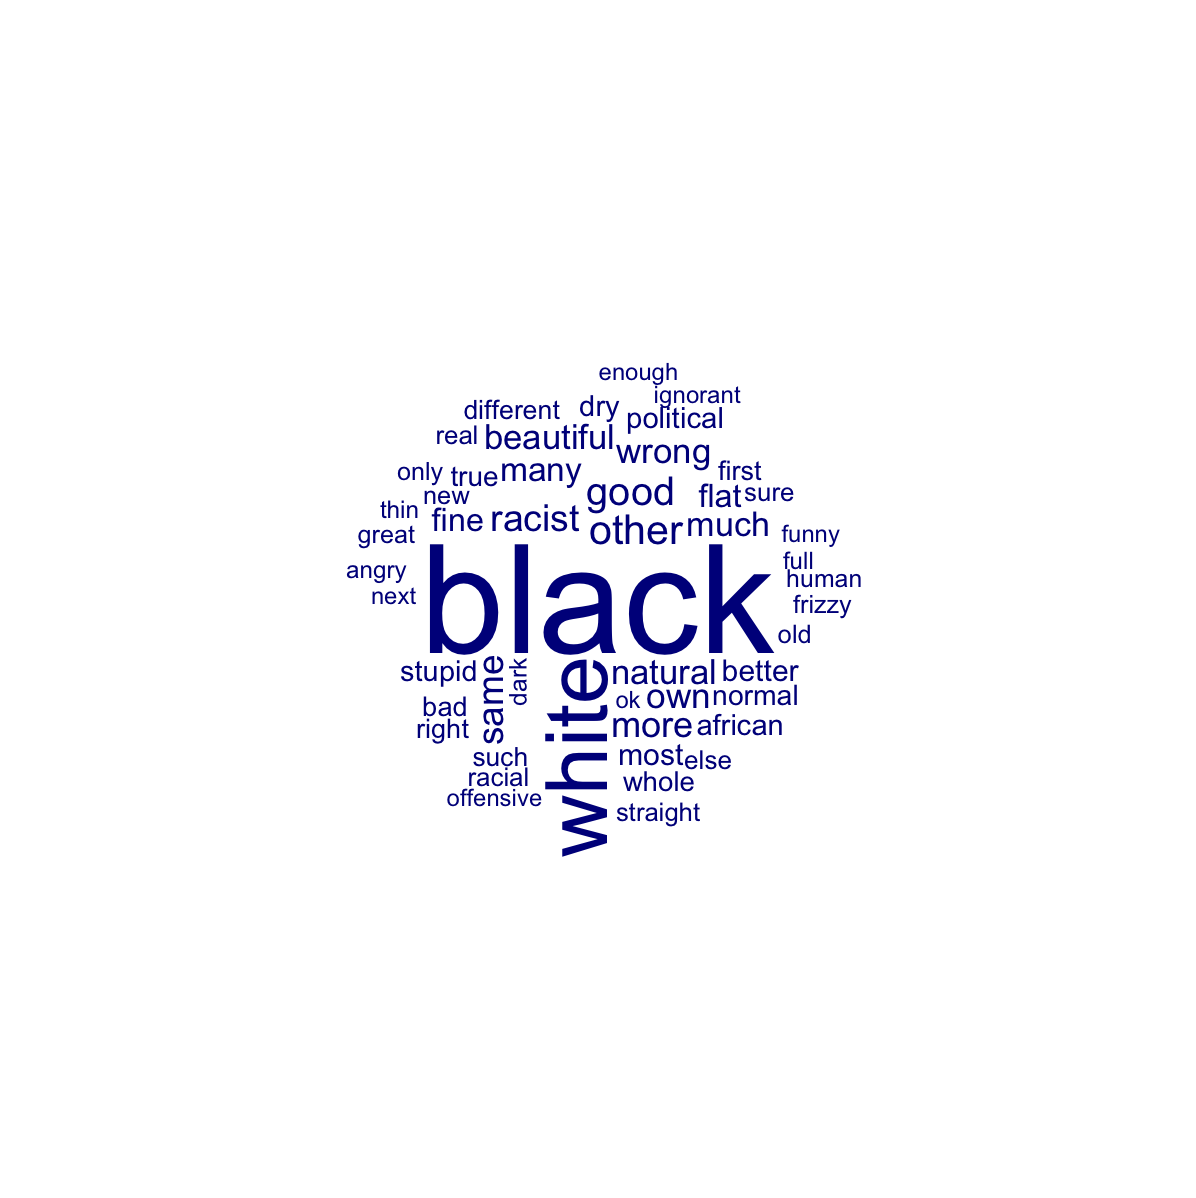 enough
ignorant
different dry political
real beautiful wrong
only true many first
new good flat sure
thin fine racist other much
great funny
black
full
angry human
next frizzy
old
stupid same dark white natural better
bad ok own normal
right more african
such most else
racial whole
offensive straight